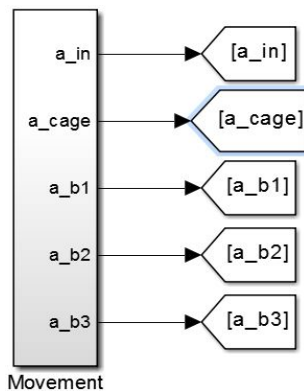 a_in [a_in]
a_cage [a_cage]
a_b1 [a_b1]
a_b2 [a_b2]
a_b3 [a_b3]
Movement